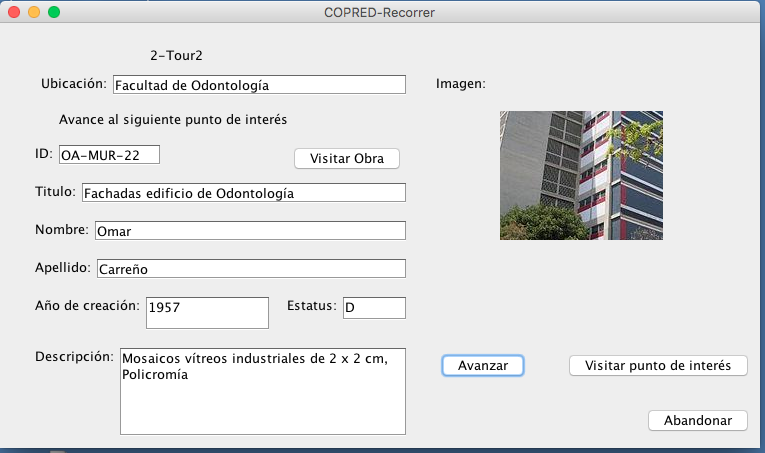 COPRED-Recorrer
2-Tour2
Ubicación: Facultad de Odontología
Imagen:
Avance al siguiente punto de interés
ID: OA-MUR-22
Visitar Obra
Titulo: Fachadas edificio de Odontología
Nombre: Omar
Apellido: Carreño
Año de creación: 1957
Estatus: D
Descripción: Mosaicos vítreos industriales de 2 x 2 cm,
Policromía
Avanzar
Visitar punto de interés
Abandonar